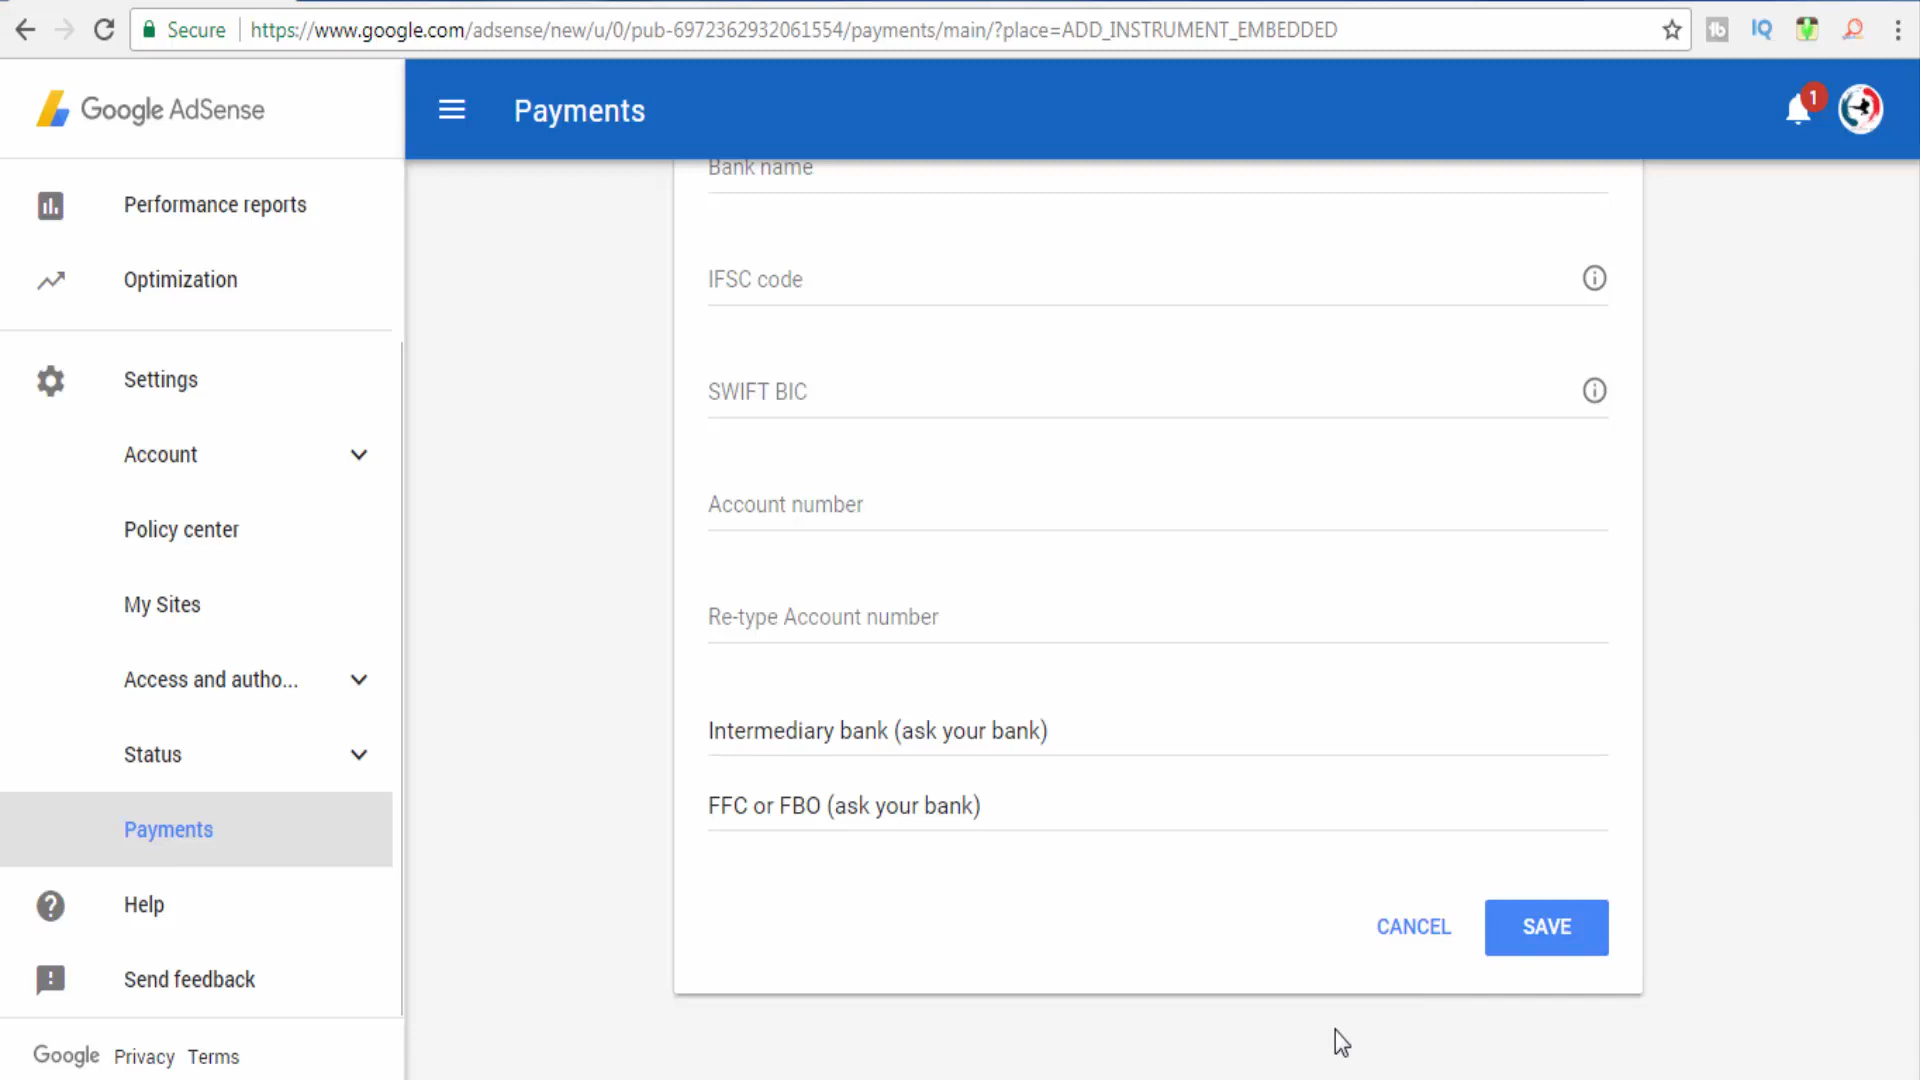 Secure https://www.google.com/adsense/new/u/0/pub-6972362932061554/payments/main/?place=ADD_INSTRUMENT_EMBEDDED
IQ
Google AdSense
Payments
1
Performance reports
Optimization
Settings
Account
Policy center
My Sites
Access and autho...
Status
Payments
Help
Send feedback
Google Privacy Terms
Bank name
IFSC code
SWIFT BIC
Account number
Re-type Account number
Intermediary bank (ask your bank)
FFC or FBO (ask your bank)
CANCEL SAVE